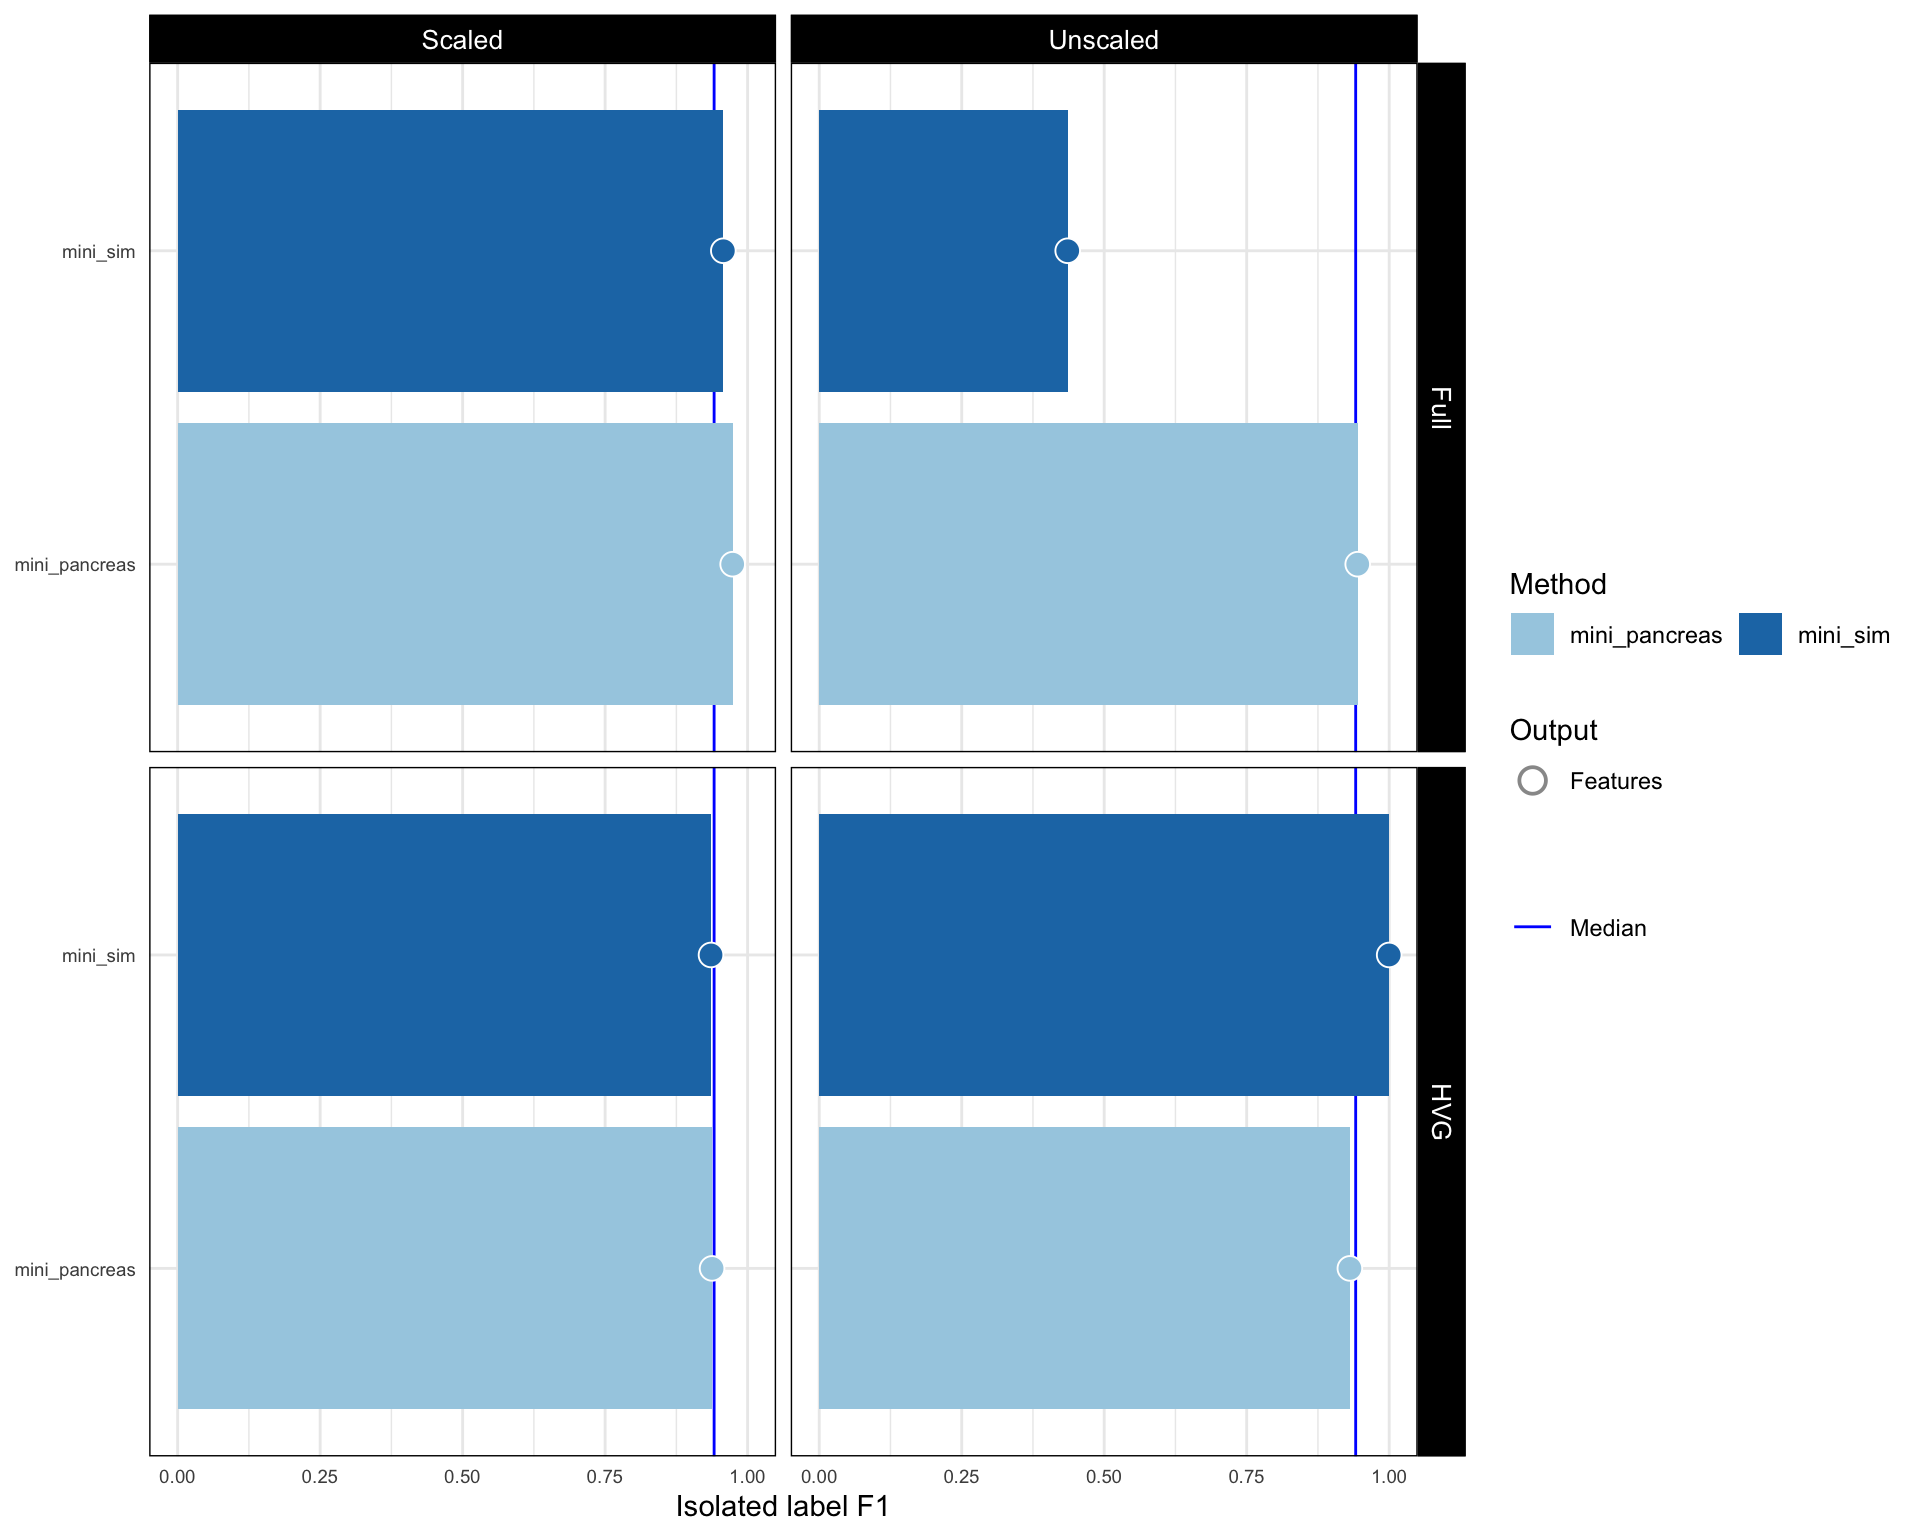 Scaled
Unscaled
mini_sim
mini_pancreas
Full
mini_sim
mini_pancreas
HVG
0.00 0.25 0.50 0.75 1.00 0.00 0.25 0.50 0.75 1.00
Isolated label F1
Method
mini_pancreas mini_sim
Output
Features
Median